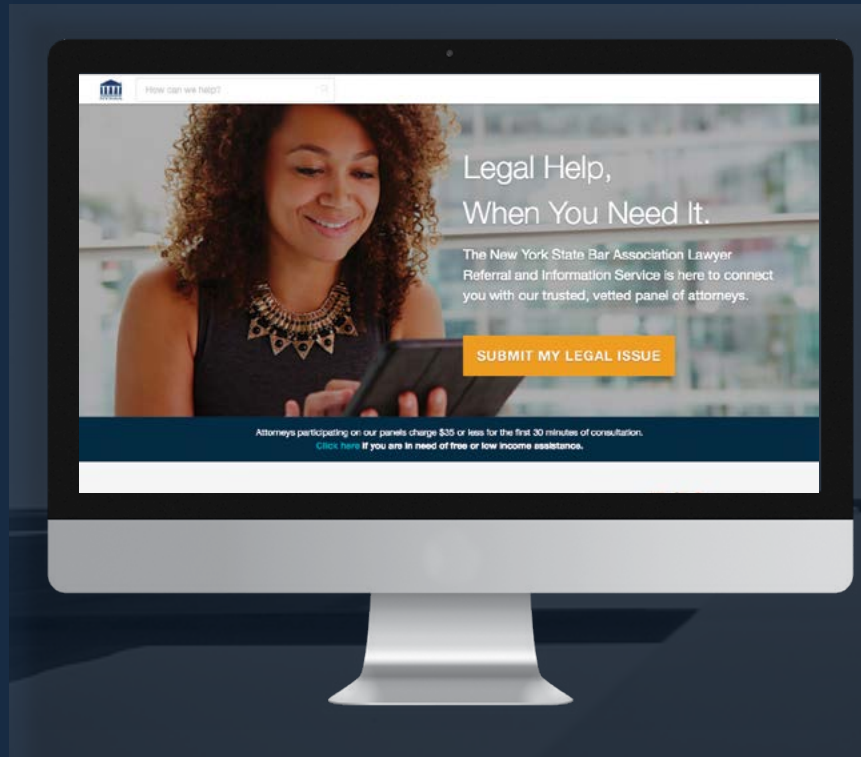 How can we help?
Legal Help,
When You Need It.
The New York State Bar Association Lawyer
Referral and Information Service is here to connect
you with our trusted, vetted panel of attorneys.
SUBMIT MY LEGAL ISSUE
Attorneys participating on our panels charge $35 or less for the first 30 minutes of consultation.
Click here if you are in need of free or low income assistance.